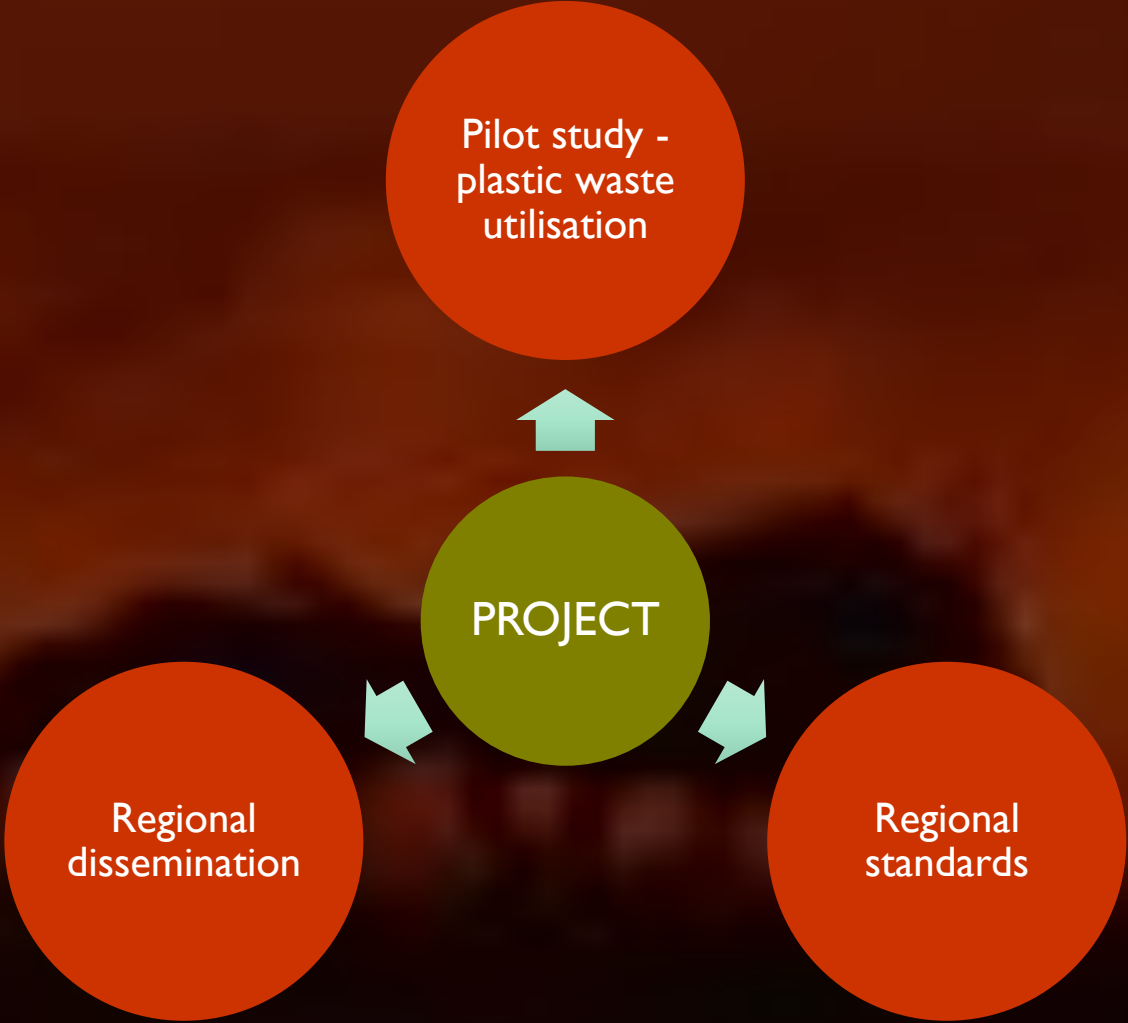 Pilot study -
plastic waste
utilisation
PROJECT
Regional
dissemination
Regional
standards